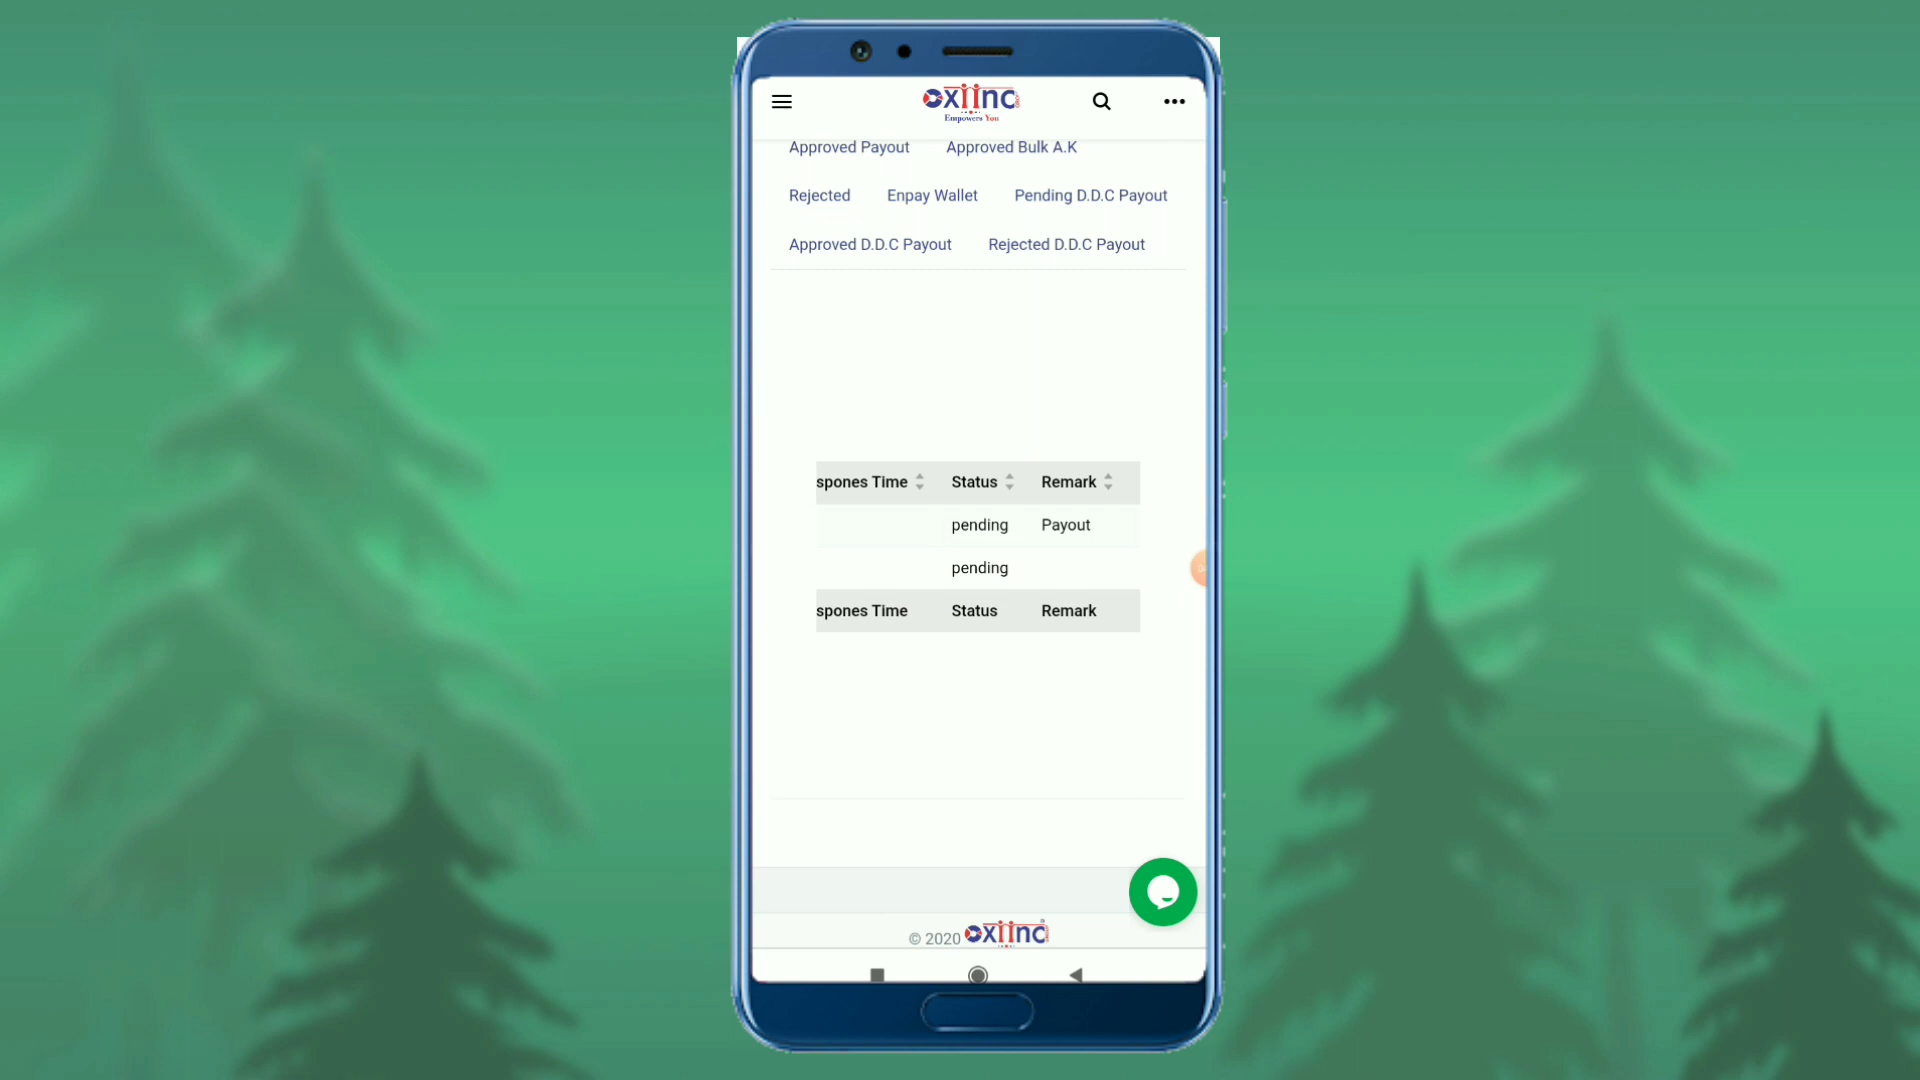 oxiinc
Empowers You
Approved Payout Approved Bulk A.K
Rejected Enpay Wallet Pending D.D.C Payout
Approved D.D.C Payout Rejected D.D.C Payout
spones Time Status Remark
pending Payout
pending
spones Time Status Remark
© 2020 oxiinc